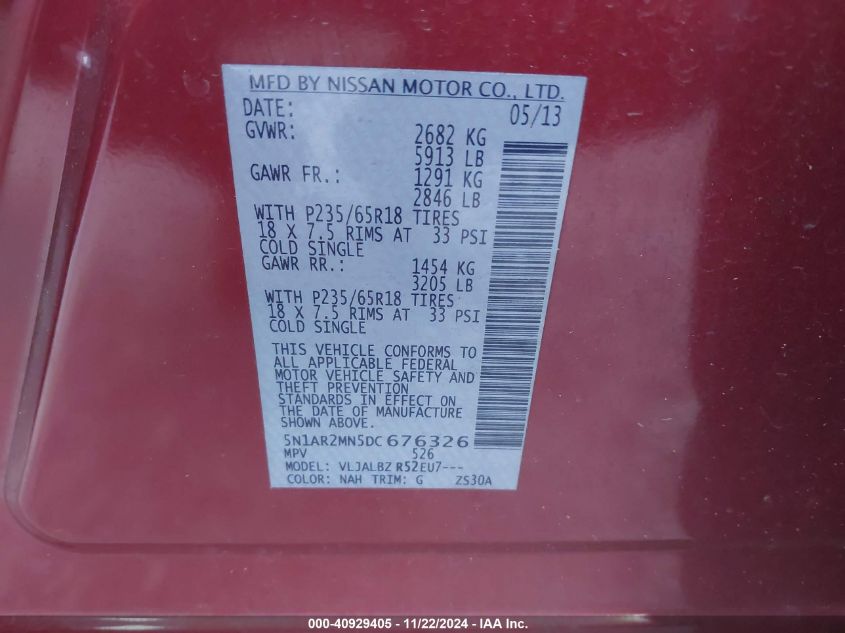 MFD BY NISSAN MOTOR CO., LTD.
DATE: 05/13
GVWR: 2682 KG
5913 LB
GAWR FR.: 1291 KG
2846 LB
WITH P235/65R18 TIRES
18 X 7.5 RIMS AT 33 PSI
COLD SINGLE
GAWR RR.: 1454 KG
3205 LB
WITH P235/65R18 TIRES
18 X 7.5 RIMS AT 33 PSI
COLD SINGLE
THIS VEHICLE CONFORMS TO
ALL APPLICABLE FEDERAL
MOTOR VEHICLE SAFETY AND
THEFT PREVENTION
STANDARDS IN EFFECT ON
THE DATE OF MANUFACTURE
SHOWN ABOVE.
5N1AR2MN5DC676326
MPV 526
MODEL: VLJALBZ R52EU7---
COLOR: NAH TRIM: G ZS30A
000-40929405 - 11/22/2024 - IAA Inc.